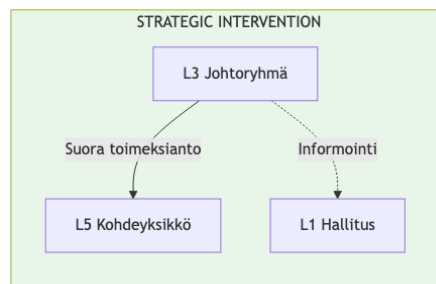 STRATEGIC INTERVENTION
L3 Johtoryhmä
Suora toimeksianto
Informointi
L5 Kohdeyksikkö
L1 Hallitus